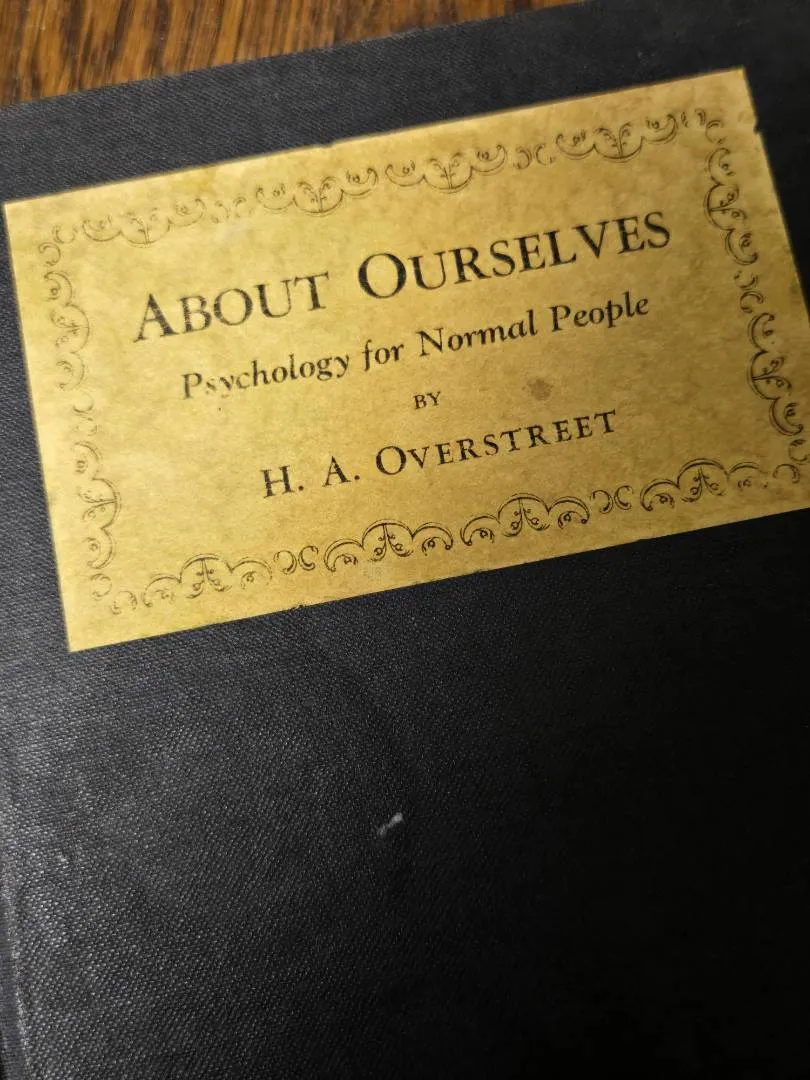 ABOUT OURSELVES
Psychology for Normal People
BY
H. A. OVERSTREET